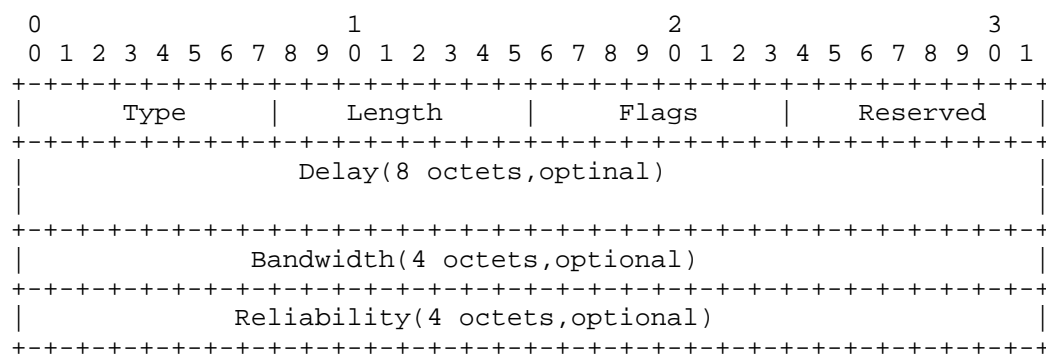 0                   1                   2                   3
0 1 2 3 4 5 6 7 8 9 0 1 2 3 4 5 6 7 8 9 0 1 2 3 4 5 6 7 8 9 0 1
+-+-+-+-+-+-+-+-+-+-+-+-+-+-+-+-+-+-+-+-+-+-+-+-+-+-+-+-+-+-+-+-+
|      Type     |    Length     |     Flags     |    Reserved   |
+-+-+-+-+-+-+-+-+-+-+-+-+-+-+-+-+-+-+-+-+-+-+-+-+-+-+-+-+-+-+-+-+
|                 Delay(8 octets,optinal)                       |
|                                                               |
+-+-+-+-+-+-+-+-+-+-+-+-+-+-+-+-+-+-+-+-+-+-+-+-+-+-+-+-+-+-+-+-+
|              Bandwidth(4 octets,optional)                     |
+-+-+-+-+-+-+-+-+-+-+-+-+-+-+-+-+-+-+-+-+-+-+-+-+-+-+-+-+-+-+-+-+
|             Reliability(4 octets,optional)                    |
+-+-+-+-+-+-+-+-+-+-+-+-+-+-+-+-+-+-+-+-+-+-+-+-+-+-+-+-+-+-+-+-+